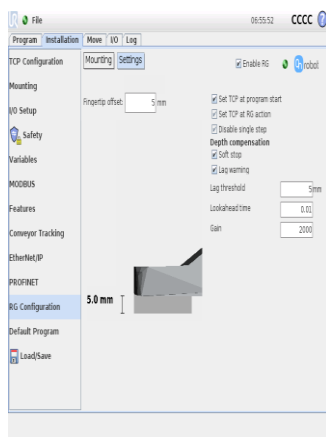 File
06:55:52
CCCC
Program Installation Move I/O Log
TCP Configuration
Mounting
I/O Setup
Safety
Variables
MODBUS
Features
Conveyor Tracking
EtherNet/IP
PROFINET
RG Configuration
Default Program
Load/Save
Mounting Settings
Enable RG
On robot
Fingertip offset: 5 mm
Set TCP at program start
Set TCP at RG action
Disable single step
Depth compensation
Soft stop
Lag warning
Lag threshold 5mm
Lookahead time 0.01
Gain 2000
5.0 mm